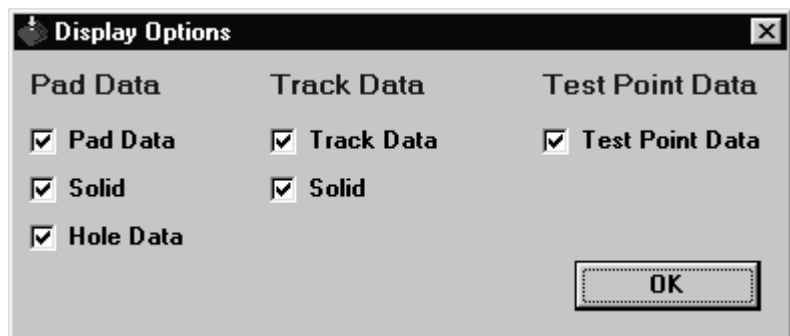 Display Options
Pad Data
Track Data
Test Point Data
Pad Data
Track Data
Test Point Data
Solid
Solid
Hole Data
OK